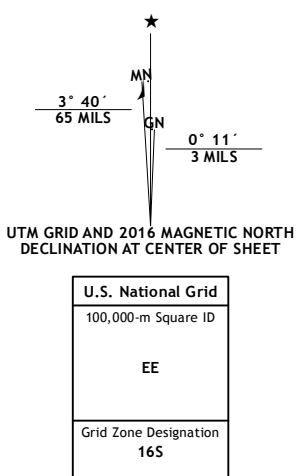 MN
3° 40´
65 MILS
GN
0° 11´
3 MILS
UTM GRID AND 2016 MAGNETIC NORTH
DECLINATION AT CENTER OF SHEET
U.S. National Grid
100,000-m Square ID
EE
Grid Zone Designation
16S